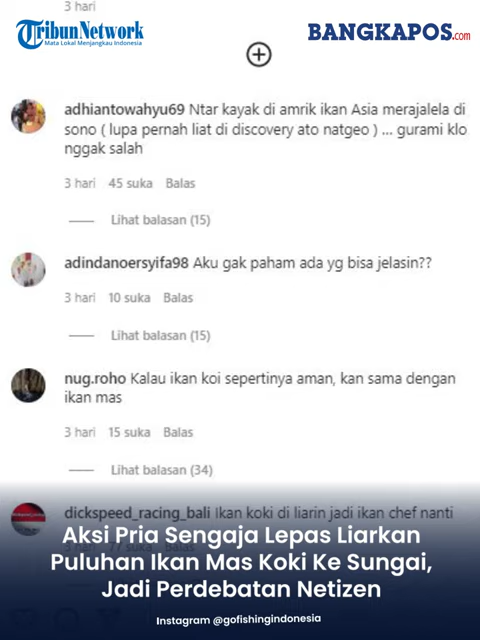 3 hari
TribunNetwork
Mata Lokal Menjangkau Indonesia
BANGKAPOS.com
adhiantowahyu69 Ntar kayak di amrik ikan Asia merajalela di
sono ( lupa pernah liat di discovery ato natgeo ) ... gurami klo
nggak salah
3 hari 45 suka Balas
Lihat balasan (15)
adindanoersyifa98 Aku gak paham ada yg bisa jelasin??
3 hari 10 suka Balas
Lihat balasan (15)
nug.roho Kalau ikan koi sepertinya aman, kan sama dengan
ikan mas
3 hari 15 suka Balas
Lihat balasan (34)
dickspeed_racing_bali Ikan koki di liarin jadi ikan chef nanti
3 hari 77 suka Balas
Aksi Pria Sengaja Lepas Liarkan
Puluhan Ikan Mas Koki Ke Sungai,
Jadi Perdebatan Netizen
Instagram @gofishingindonesia